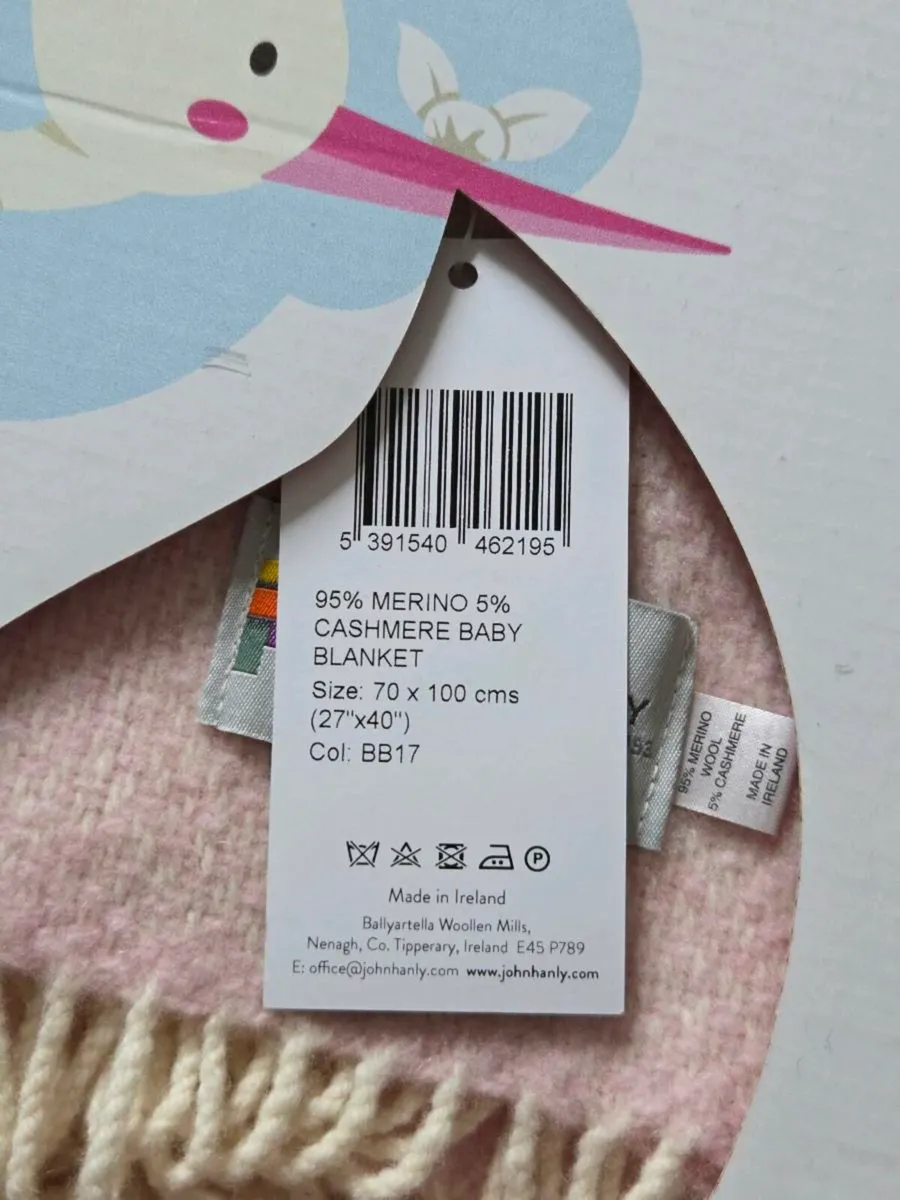 5 391540 462195
95% MERINO 5%
CASHMERE BABY
BLANKET
Size: 70 x 100 cms
(27"x40")
Col: BB17
P
Made in Ireland
Ballyartella Woollen Mills,
Nenagh, Co. Tipperary, Ireland E45 P789
E: office@johnhanly.com www.johnhanly.com
Y
95% MERINO
WOOL
5% CASHMERE
MADE IN
IRELAND